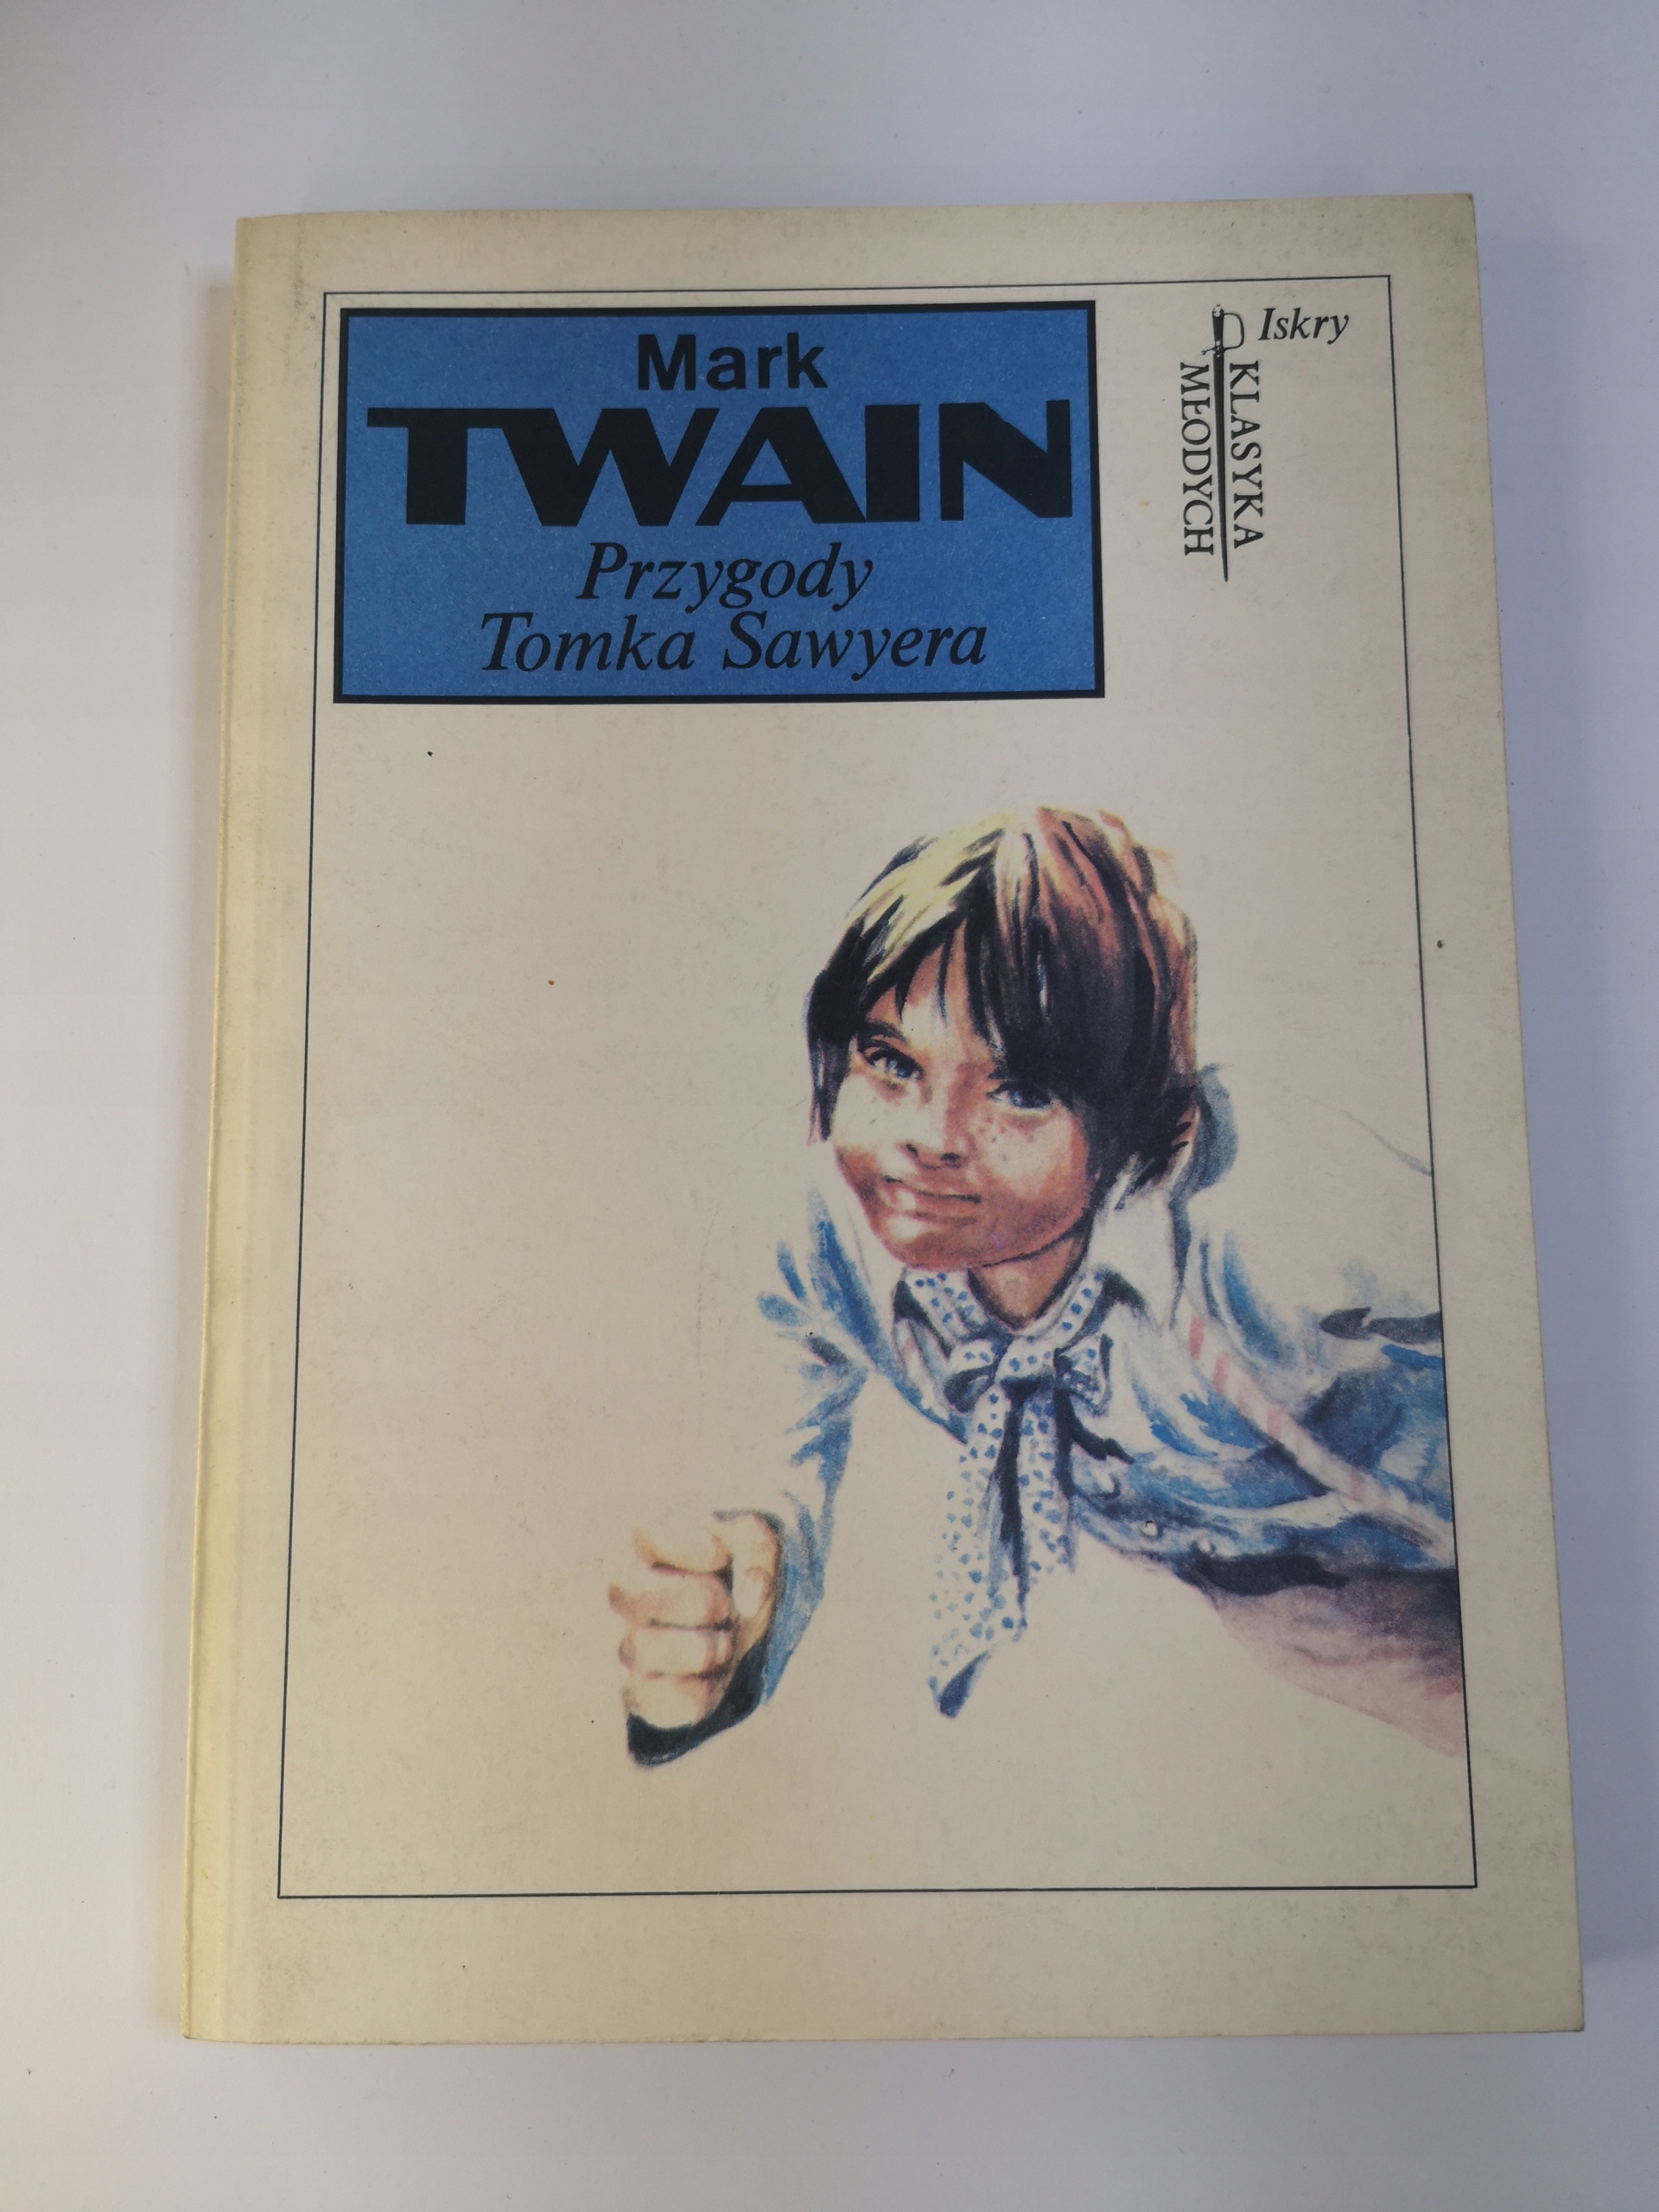 Mark
TWAIN
Przygody
Tomka Sawyera
Iskry
KLASYKA
MŁODYCH